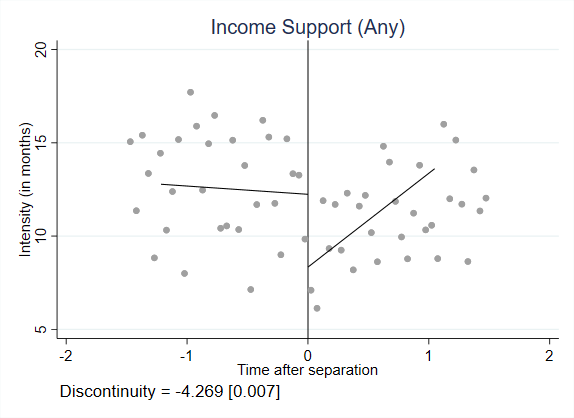 Income Support (Any)
Intensity (in months)
20
15
10
5
-2
-1
0
1
2
Time after separation
Discontinuity = -4.269 [0.007]